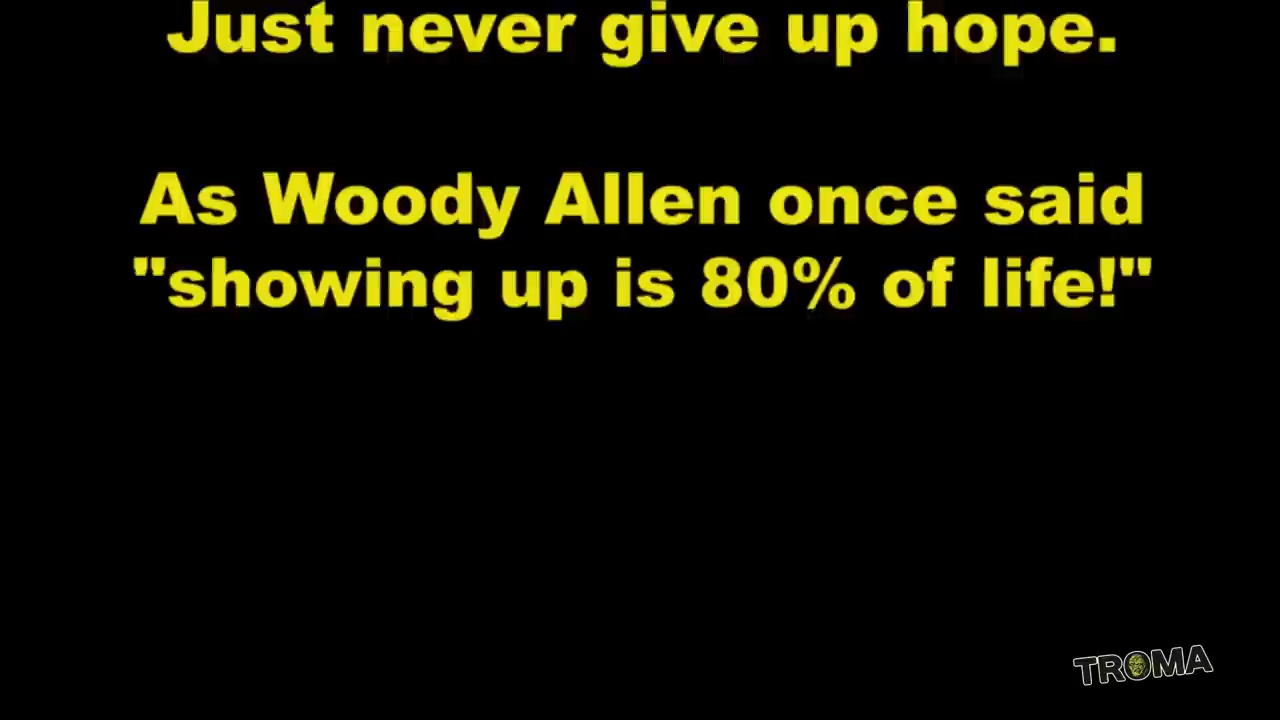 Just never give up hope.
As Woody Allen once said
"showing up is 80% of life!"
TROMA